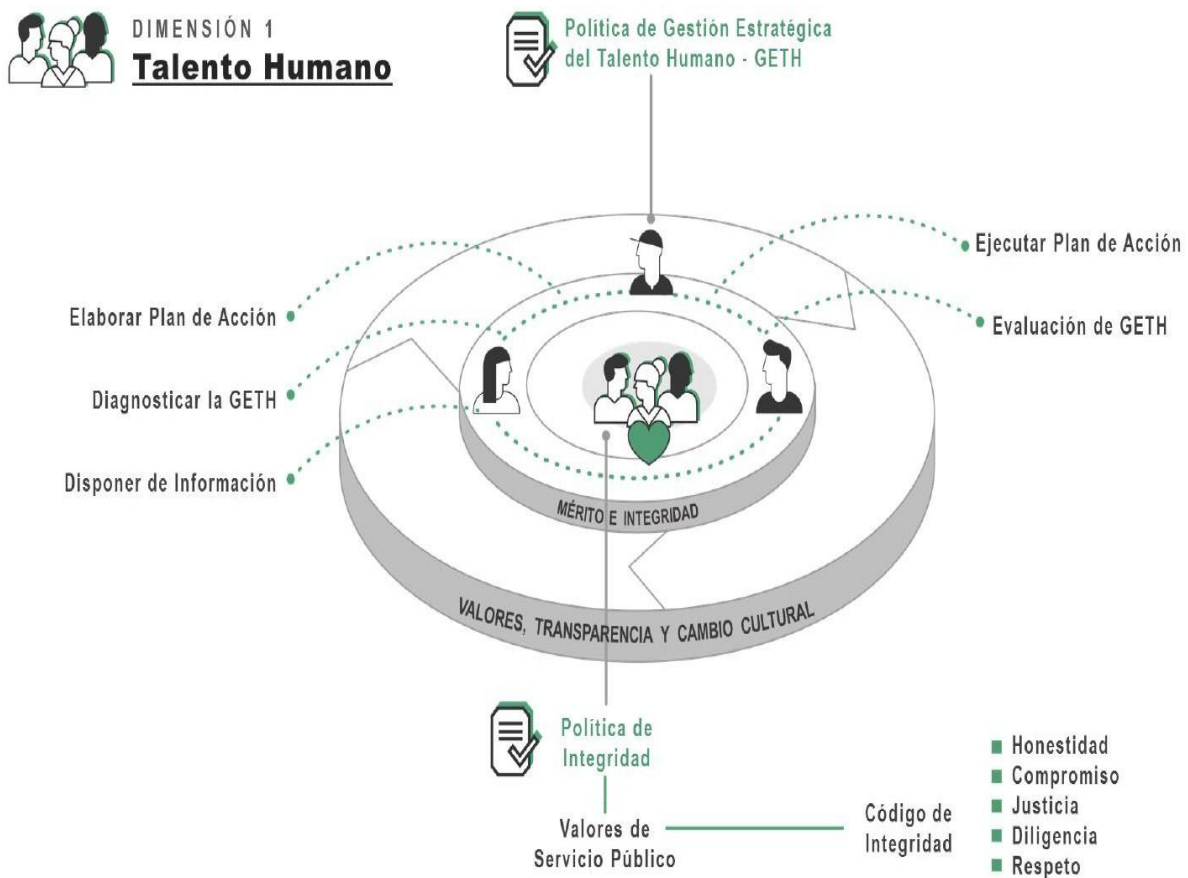 DIMENSIÓN 1
Talento Humano
Política de Gestión Estratégica
del Talento Humano - GETH
Ejecutar Plan de Acción
Elaborar Plan de Acción
Evaluación de GETH
Diagnosticar la GETH
Disponer de Información
MÉRITO E INTEGRIDAD
VALORES, TRANSPARENCIA Y CAMBIO CULTURAL
Política de
Integridad
Valores de
Servicio Público
Código de
Integridad
Honestidad
Compromiso
Justicia
Diligencia
Respeto